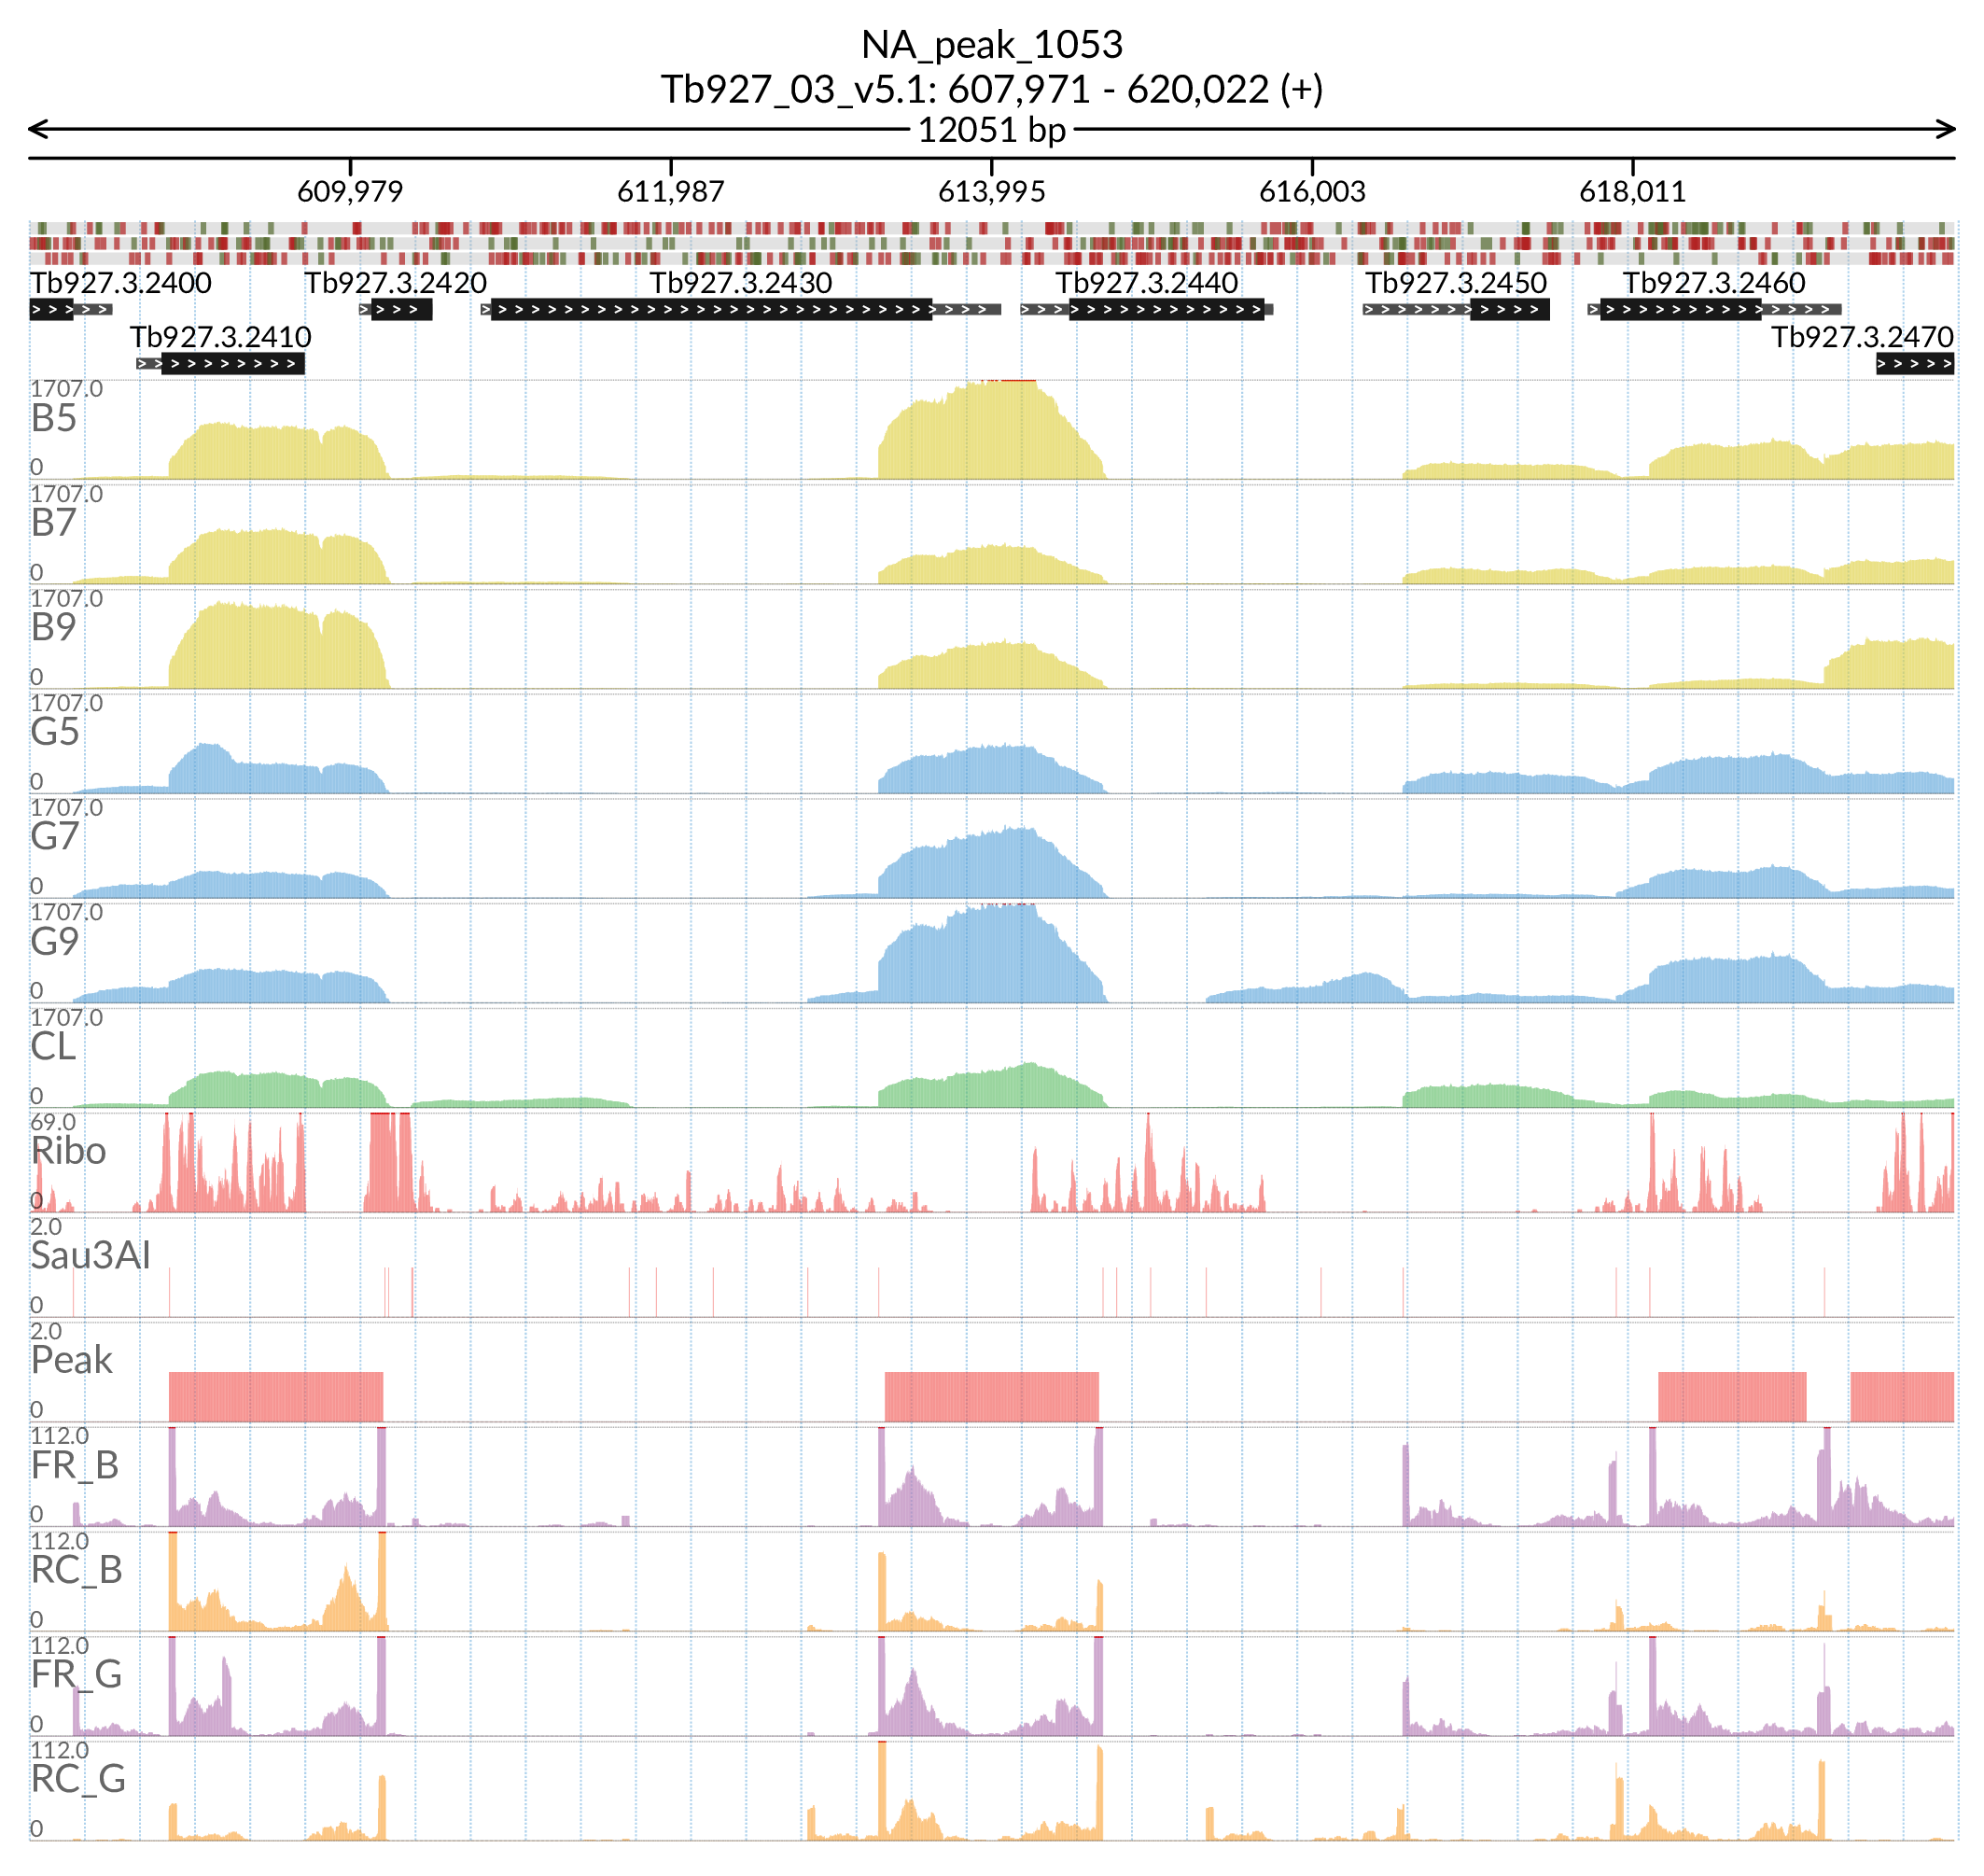 NA_peak_1053
Tb927_03_v5.1: 607,971 - 620,022 (+)
12051 bp
609,979 611,987 613,995 616,003 618,011
Tb927.3.2400 Tb927.3.2420 Tb927.3.2430 Tb927.3.2440 Tb927.3.2450 Tb927.3.2460
Tb927.3.2410 Tb927.3.2470
1707.0
B5
0
1707.0
B7
0
1707.0
B9
0
1707.0
G5
0
1707.0
G7
0
1707.0
G9
0
1707.0
CL
0
69.0
Ribo
0
2.0
Sau3AI
0
2.0
Peak
0
112.0
FR_B
0
112.0
RC_B
0
112.0
FR_G
0
112.0
RC_G
0